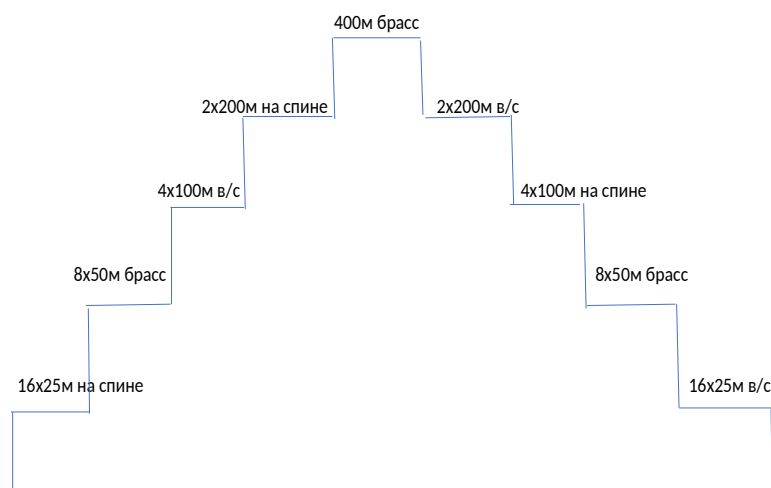 400м брасс
2х200м на спине
2х200м в/с
4х100м в/с
4х100м на спине
8х50м брасс
8х50м брасс
16х25м на спине
16х25м в/с